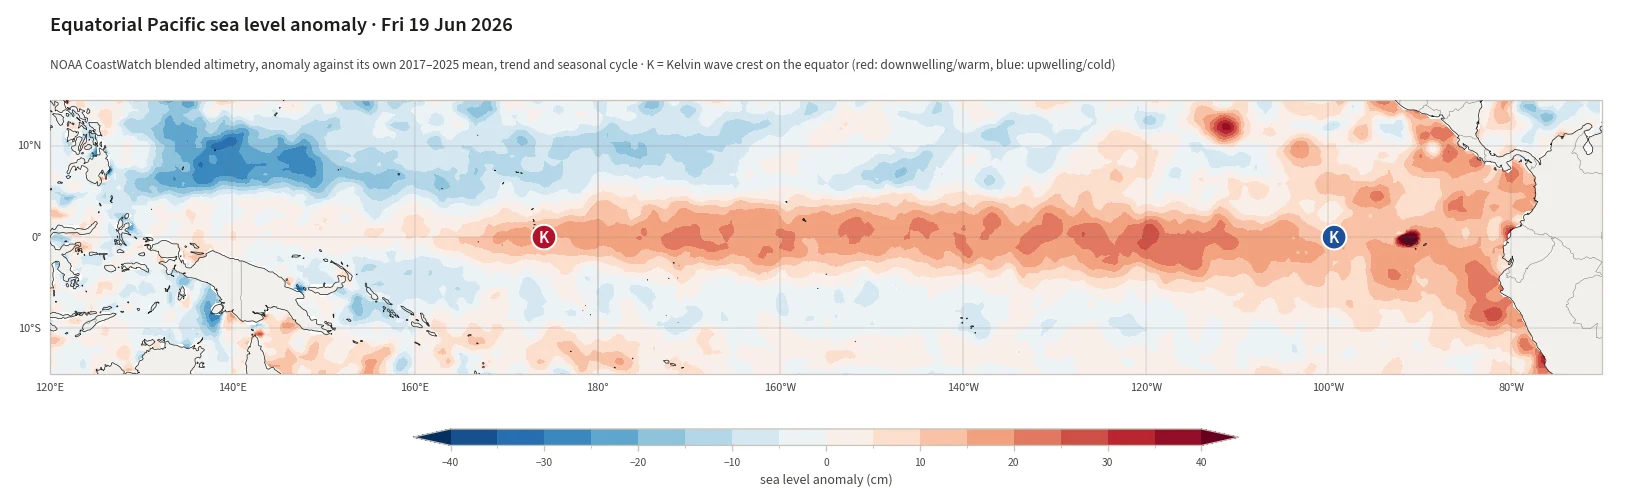 Equatorial Pacific sea level anomaly · Fri 19 Jun 2026
NOAA CoastWatch blended altimetry, anomaly against its own 2017–2025 mean, trend and seasonal cycle · K = Kelvin wave crest on the equator (red: downwelling/warm, blue: upwelling/cold)
10°N
0°
K
K
10°S
120°E 140°E 160°E 180° 160°W 140°W 120°W 100°W 80°W
−40 −30 −20 −10 0 10 20 30 40
sea level anomaly (cm)